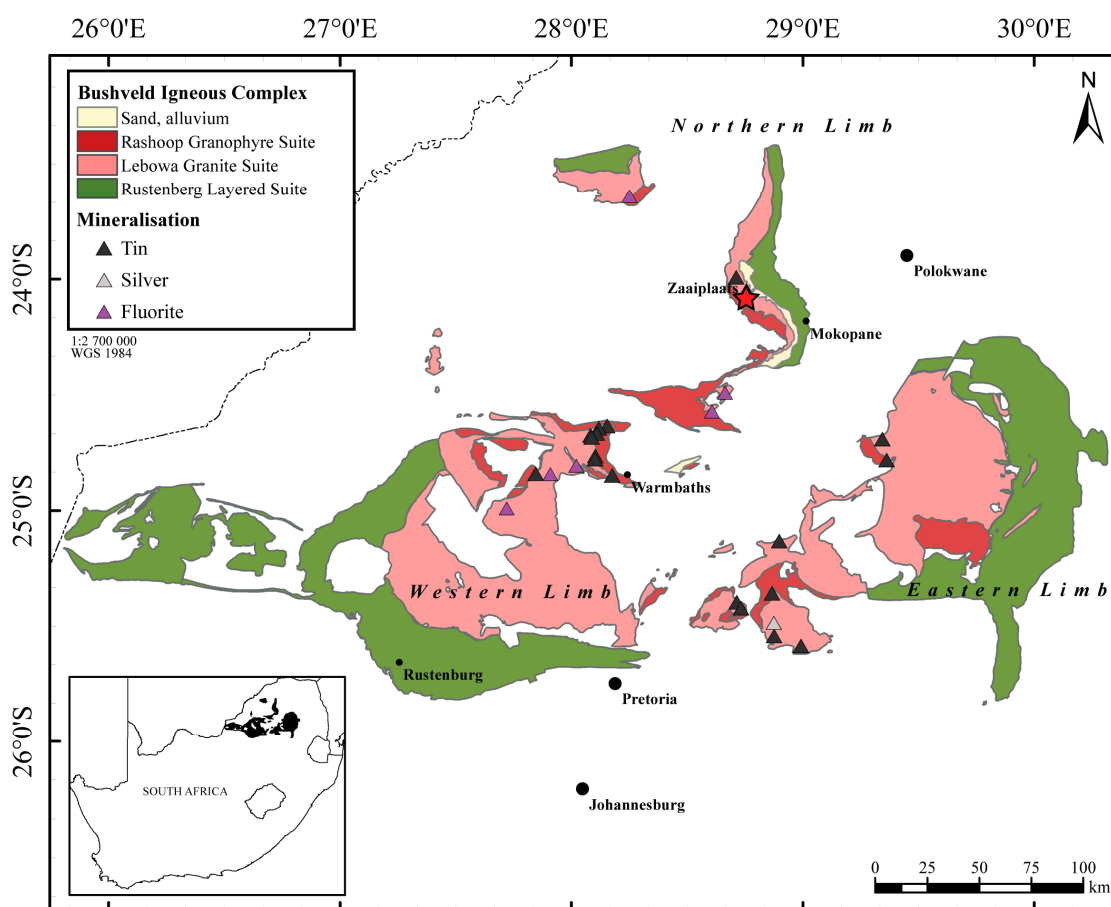 26°0'E 27°0'E 28°0'E 29°0'E 30°0'E
Bushveld Igneous Complex
Sand, alluvium
Rashoop Granophyre Suite
Lebowa Granite Suite
Rustenberg Layered Suite
Mineralisation
Tin
Silver
Fluorite
1:2 700 000
WGS 1984
N
Northern Limb
24°0'S
Polokwane
Zaaiplaats
Mokopane
Warmbaths
25°0'S
Western Limb
Eastern Limb
Rustenburg
Pretoria
26°0'S
SOUTH AFRICA
Johannesburg
0 25 50 75 100
km